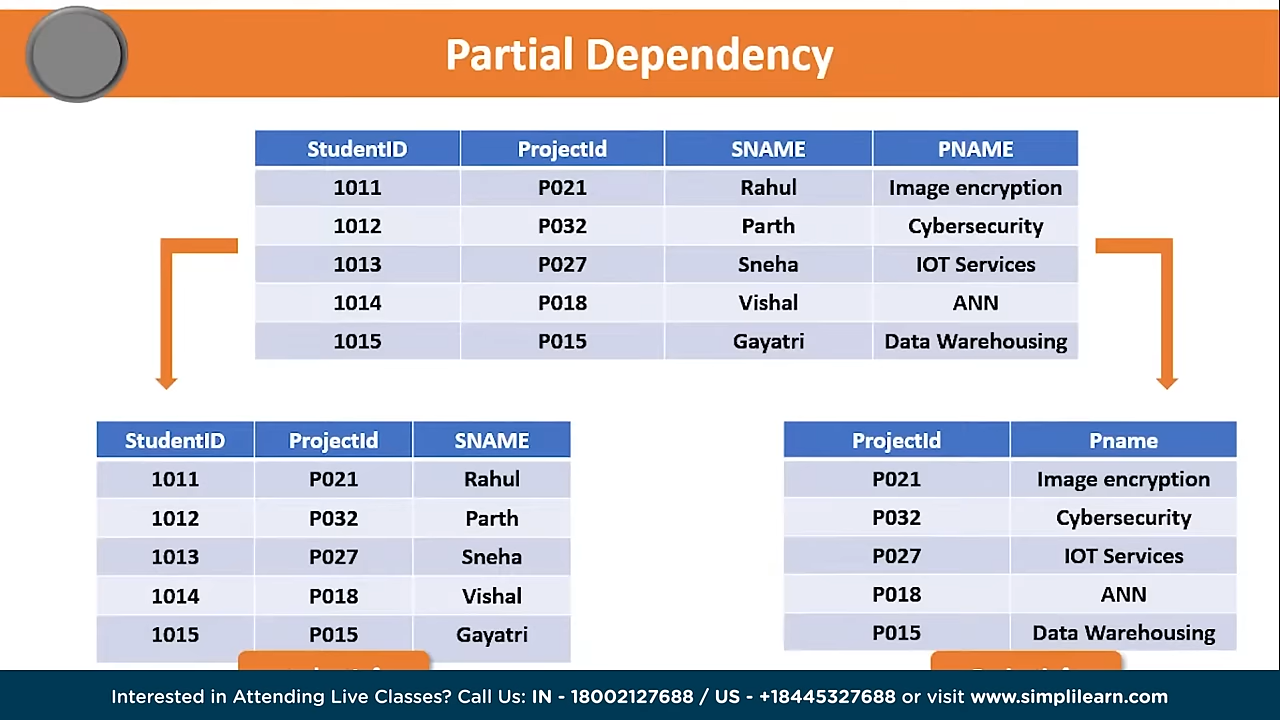 Partial Dependency
StudentID ProjectId SNAME PNAME
1011 P021 Rahul Image encryption
1012 P032 Parth Cybersecurity
1013 P027 Sneha IOT Services
1014 P018 Vishal ANN
1015 P015 Gayatri Data Warehousing
StudentID ProjectId SNAME
1011 P021 Rahul
1012 P032 Parth
1013 P027 Sneha
1014 P018 Vishal
1015 P015 Gayatri
ProjectId Pname
P021 Image encryption
P032 Cybersecurity
P027 IOT Services
P018 ANN
P015 Data Warehousing
Interested in Attending Live Classes? Call Us: IN - 18002127688 / US - +18445327688 or visit www.simplilearn.com